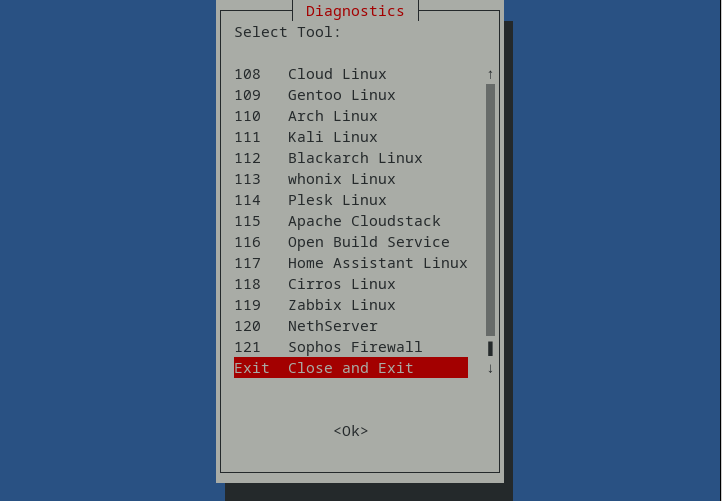 Diagnostics
Select Tool:
108 Cloud Linux ↑
109 Gentoo Linux
110 Arch Linux
111 Kali Linux
112 Blackarch Linux
113 whonix Linux
114 Plesk Linux
115 Apache Cloudstack
116 Open Build Service
117 Home Assistant Linux
118 Cirros Linux
119 Zabbix Linux
120 NethServer
121 Sophos Firewall
Exit Close and Exit ↓
<Ok>